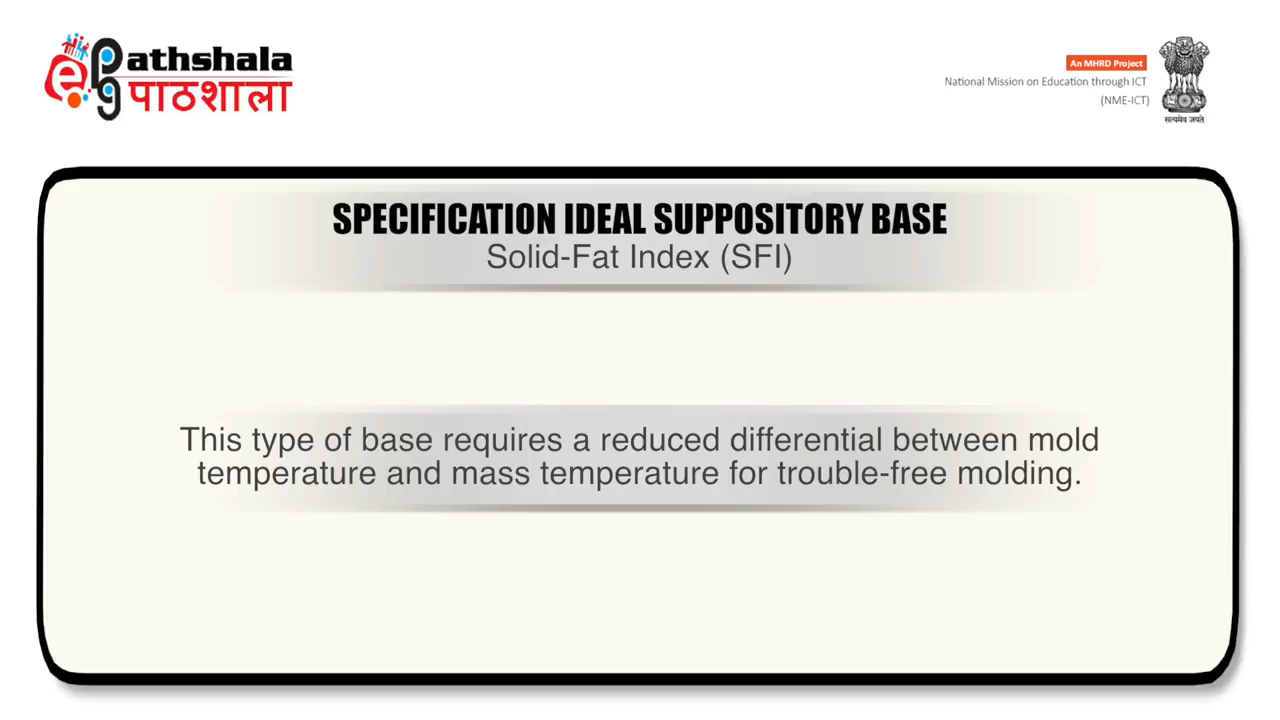 ePgPathshala
पाठशाला
An MHRD Project
National Mission on Education through ICT
(NME-ICT)
सत्यमेव जयते
SPECIFICATION IDEAL SUPPOSITORY BASE
Solid-Fat Index (SFI)
This type of base requires a reduced differential between mold
temperature and mass temperature for trouble-free molding.